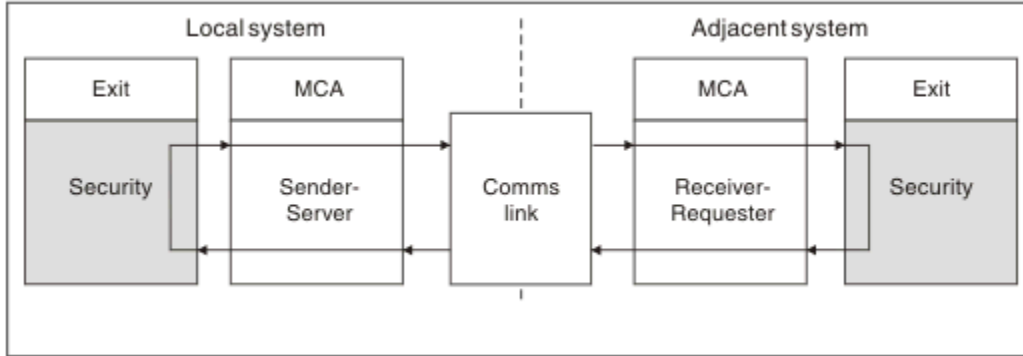 Local system
Adjacent system
Exit
MCA
MCA
Exit
Security
Sender-
Server
Comms
link
Receiver-
Requester
Security